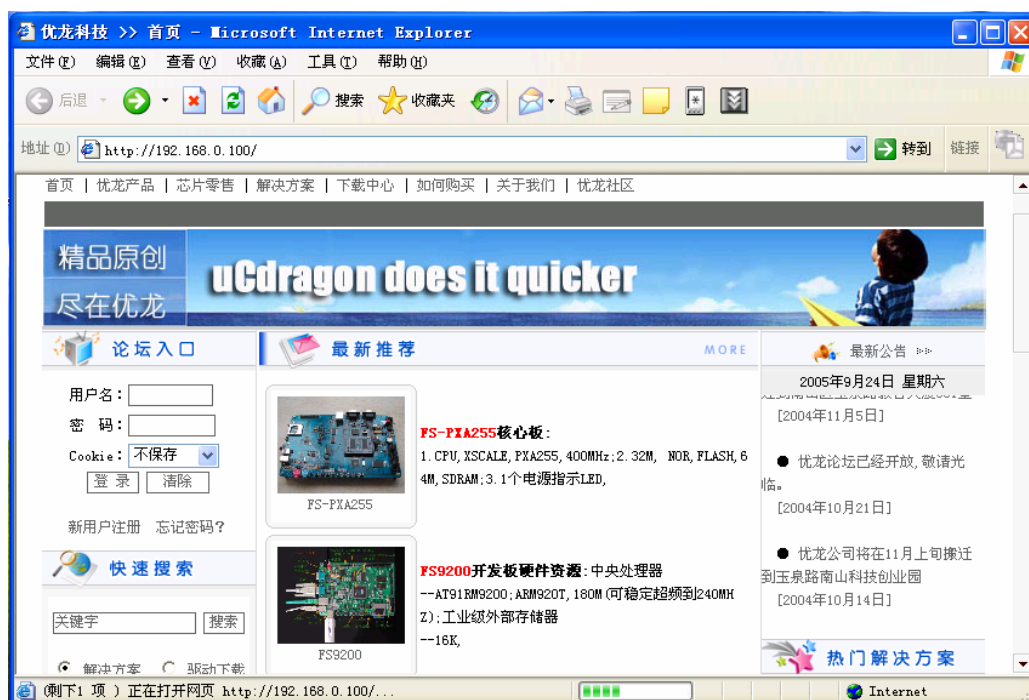 优龙科技 >> 首页 - Microsoft Internet Explorer
文件(F) 编辑(E) 查看(V) 收藏(A) 工具(T) 帮助(H)
后退 搜索 收藏夹
地址(D) http://192.168.0.100/ 转到 链接
首页 | 优龙产品 | 芯片零售 | 解决方案 | 下载中心 | 如何购买 | 关于我们 | 优龙社区
精品原创
尽在优龙
uCdragon does it quicker
论坛入口
用户名:
密 码:
Cookie: 不保存
登 录 清除
新用户注册 忘记密码?
快速搜索
关键字 搜索
解决方案 驱动下载
最新推荐 MORE
FS-PXA255
FS-PXA255核心板:
1.CPU,XSCALE,PXA255,400MHz;2.32M, NOR,FLASH,6
4M,SDRAM;3.1个电源指示LED,
FS9200
FS9200开发板硬件资源:中央处理器
--AT91RM9200;ARM920T,180M(可稳定超频到240MH
Z);工业级外部存储器
--16K,
最新公告
2005年9月24日 星期六
[2004年11月5日]
● 优龙论坛已经开放,敬请光
临。
[2004年10月21日]
● 优龙公司将在11月上旬搬迁
到玉泉路南山科技创业园
[2004年10月14日]
热门解决方案
(剩下1 项 ) 正在打开网页 http://192.168.0.100/... Internet